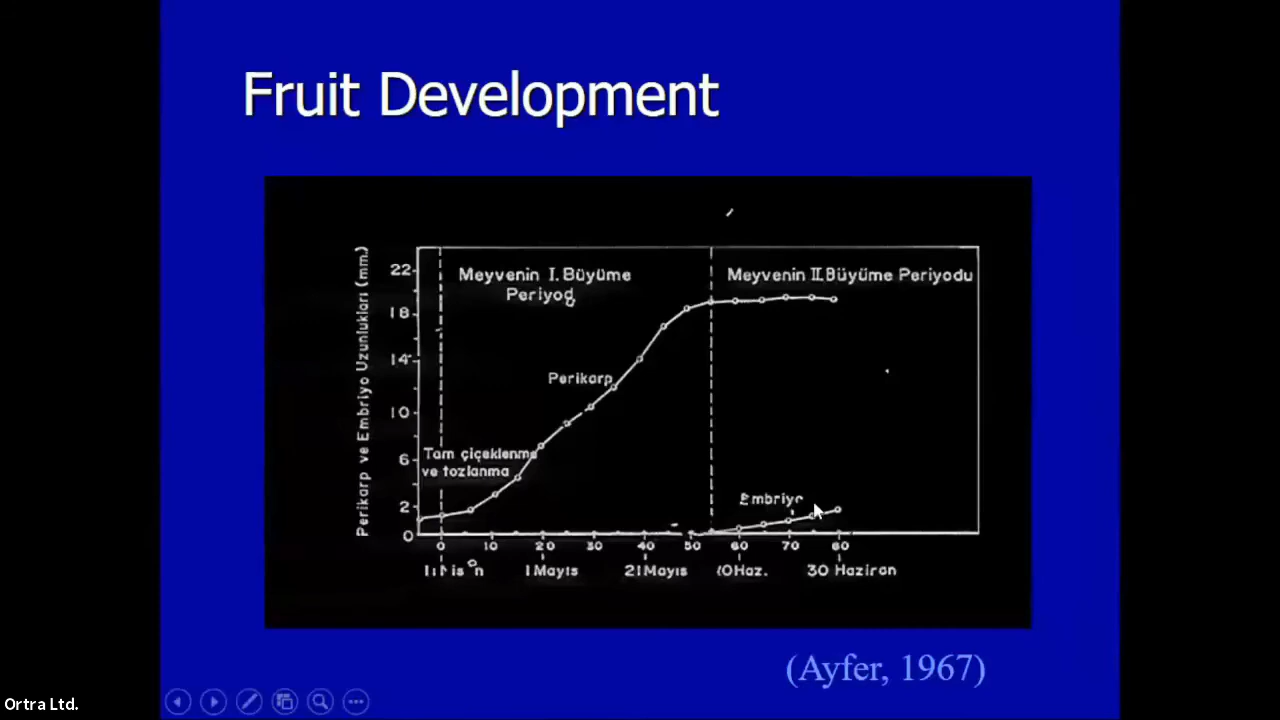 Fruit Development
Perikarp ve Embriyo Uzunlukları (mm.)
22
18
14
10
6
2
0
Meyvenin I. Büyüme
Periyod
Meyvenin II. Büyüme Periyodu
Perikarp
Tam çiçeklenme
ve tozlanma
Embriyo
0 10 20 30 40 50 60 70 80
1 Mayıs 21 Mayıs 10 Haz. 30 Haziran
(Ayfer, 1967)
Ortra Ltd.